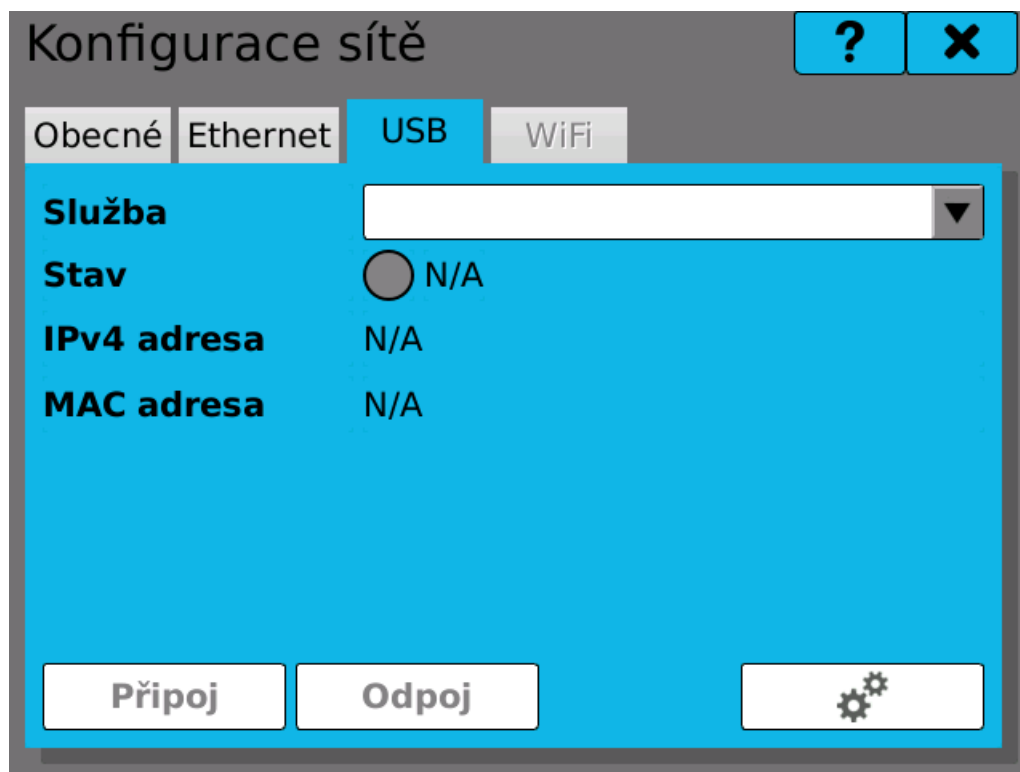 Konfigurace sítě ?
Obecné Ethernet USB WiFi
Služba
Stav N/A
IPv4 adresa N/A
MAC adresa N/A
Připoj Odpoj